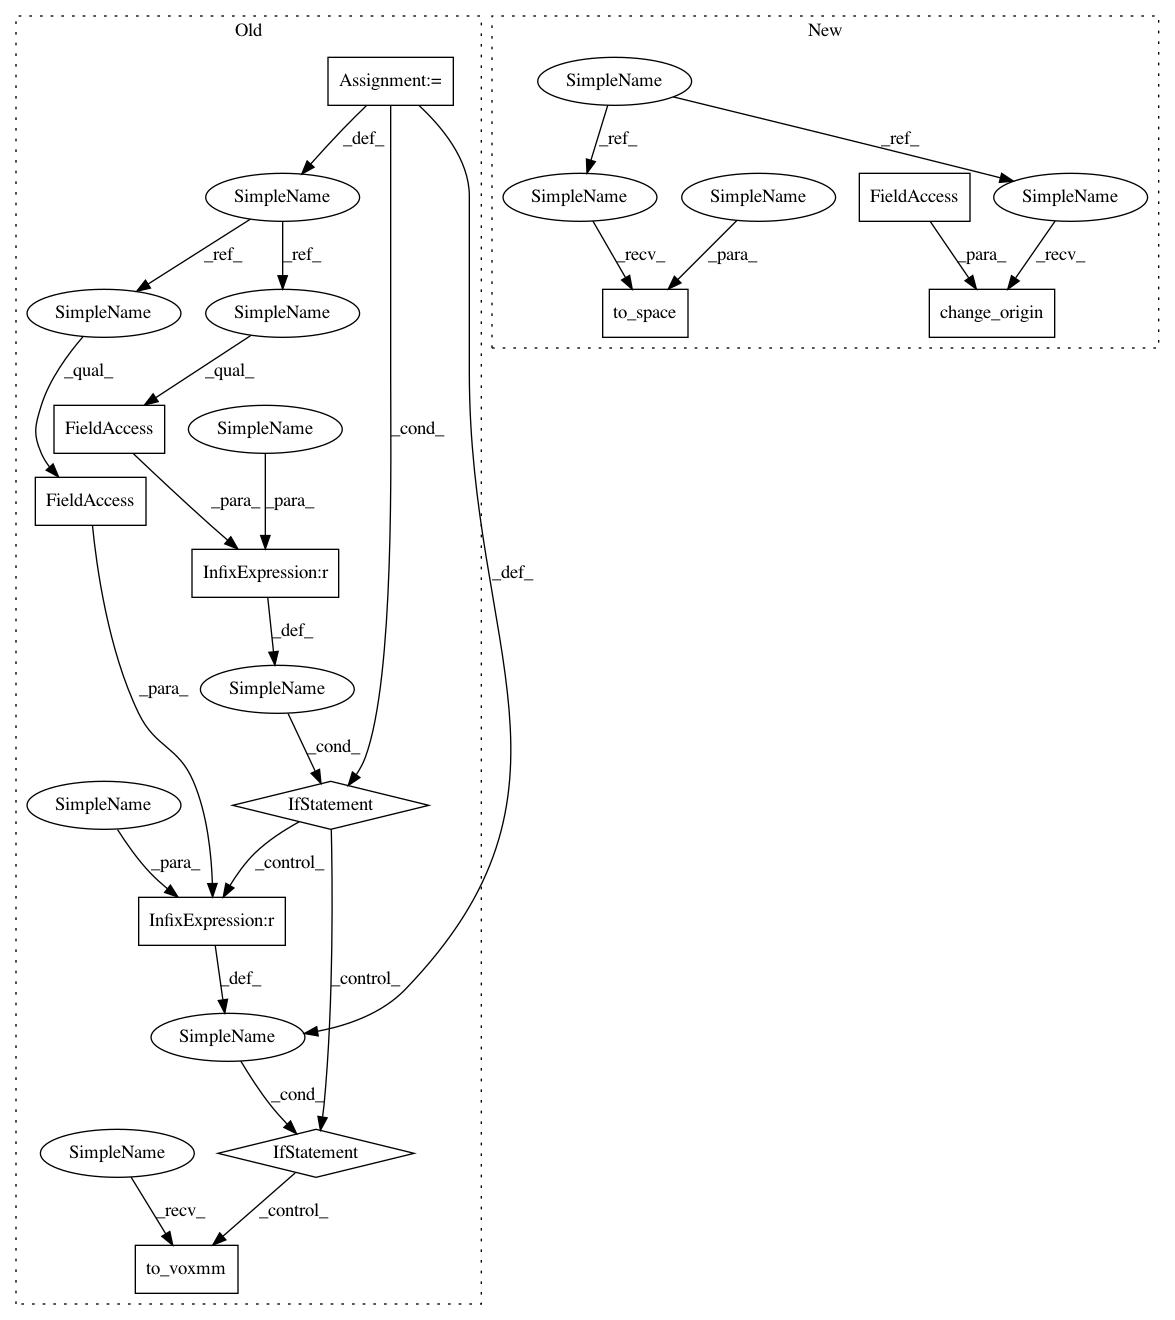 Old
New
Assignment:=
SimpleName
_def_
_ref_
_ref_
SimpleName
SimpleName
SimpleName
FieldAccess
SimpleName
_ref_
_ref_
_recv_
_para_
_para_
_recv_
SimpleName
SimpleName
to_space
change_origin
_qual_
_qual_
FieldAccess
SimpleName
_cond_
FieldAccess
_para_
_para_
InfixExpression:r
_def_
_def_
SimpleName
_para_
_cond_
SimpleName
IfStatement
_para_
_control_
InfixExpression:r
_def_
_control_
SimpleName
_cond_
SimpleName
IfStatement
_recv_
_control_
to_voxmm